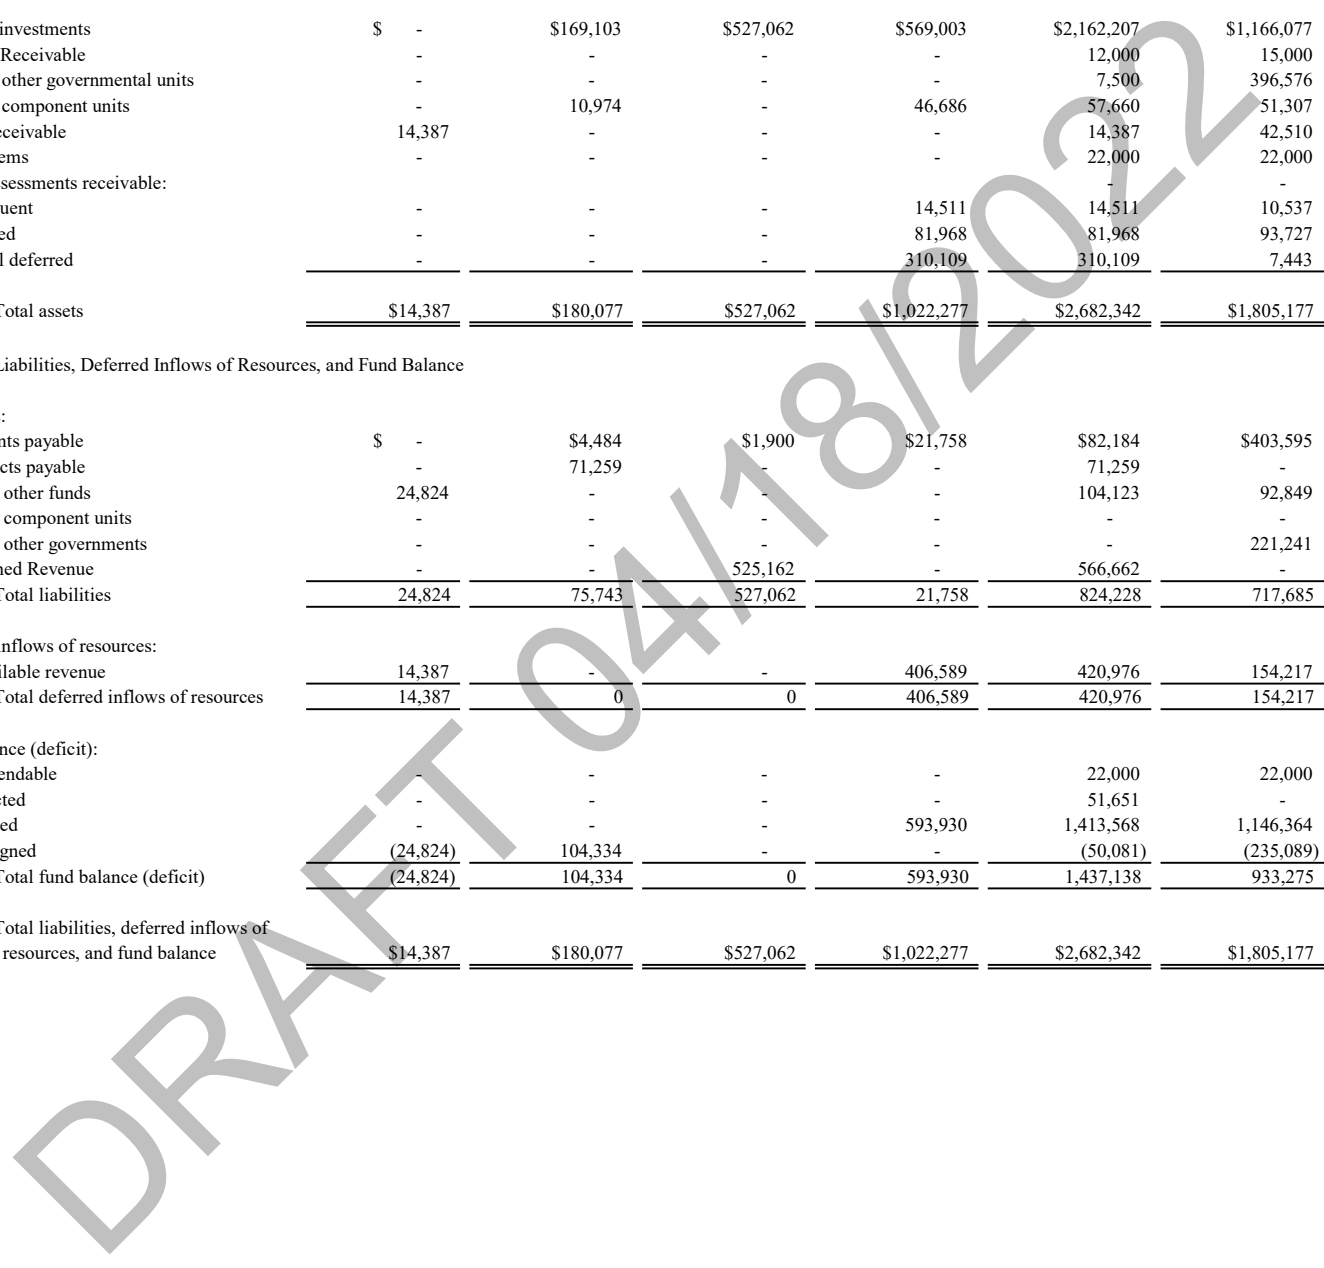 investments $ - $169,103 $527,062 $569,003 $2,162,207 $1,166,077
Receivable - - - - 12,000 15,000
other governmental units - - - - 7,500 396,576
component units - 10,974 - 46,686 57,660 51,307
eceivable 14,387 - - - 14,387 42,510
ems - - - - 22,000 22,000
sessments receivable: - -
uent - - - 14,511 14,511 10,537
ed - - - 81,968 81,968 93,727
l deferred - - - 310,109 310,109 7,443
Total assets $14,387 $180,077 $527,062 $1,022,277 $2,682,342 $1,805,177
Liabilities, Deferred Inflows of Resources, and Fund Balance
:
nts payable $ - $4,484 $1,900 $21,758 $82,184 $403,595
cts payable - 71,259 - - 71,259 -
other funds 24,824 - - - 104,123 92,849
component units - - - - - -
other governments - - - - - 221,241
ned Revenue - - 525,162 - 566,662 -
Total liabilities 24,824 75,743 527,062 21,758 824,228 717,685
nflows of resources:
ilable revenue 14,387 - - 406,589 420,976 154,217
Total deferred inflows of resources 14,387 0 0 406,589 420,976 154,217
nce (deficit):
endable - - - - 22,000 22,000
cted - - - - 51,651 -
ed - - - 593,930 1,413,568 1,146,364
gned (24,824) 104,334 - - (50,081) (235,089)
Total fund balance (deficit) (24,824) 104,334 0 593,930 1,437,138 933,275
Total liabilities, deferred inflows of
resources, and fund balance $14,387 $180,077 $527,062 $1,022,277 $2,682,342 $1,805,177
DRAFT 04/18/2022